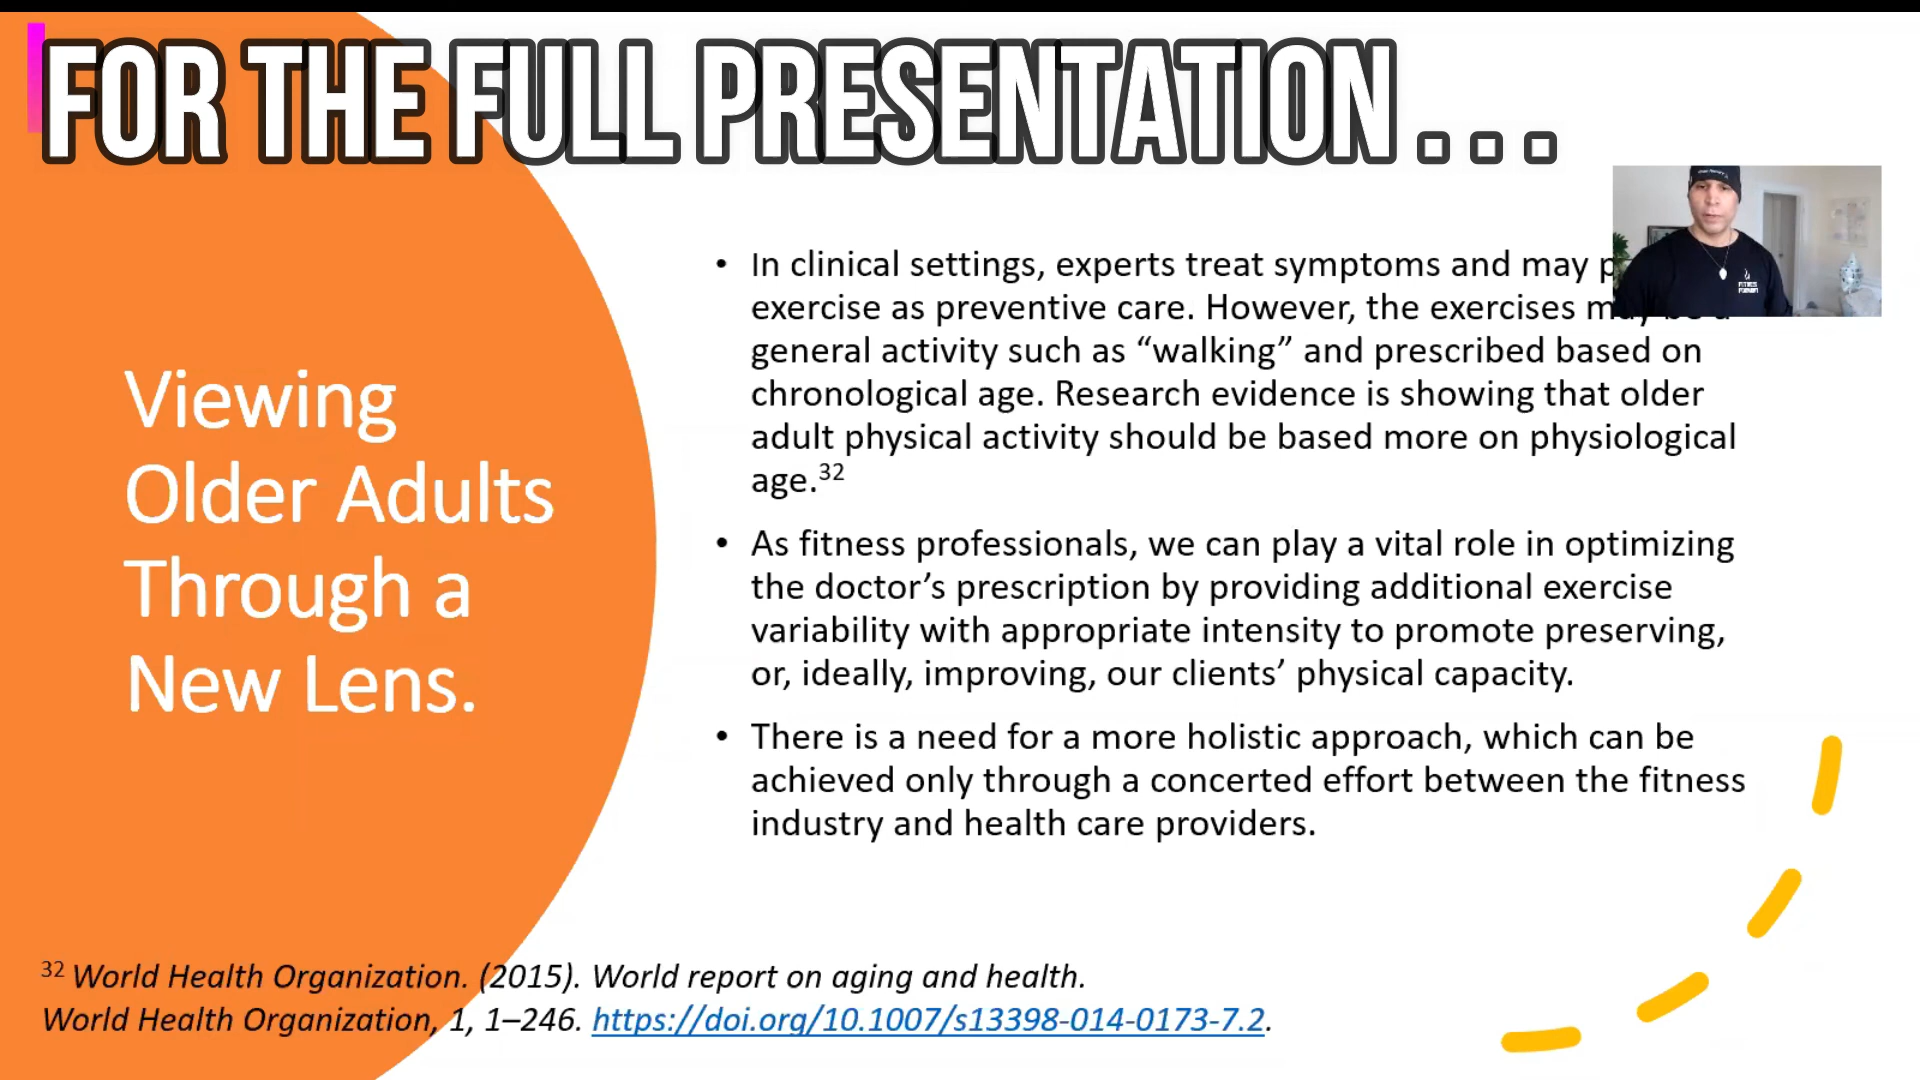 FOR THE FULL PRESENTATION . . .
Viewing
Older Adults
Through a
New Lens.
• In clinical settings, experts treat symptoms and may
exercise as preventive care. However, the exercises may be a
general activity such as “walking” and prescribed based on
chronological age. Research evidence is showing that older
adult physical activity should be based more on physiological
age.32
• As fitness professionals, we can play a vital role in optimizing
the doctor’s prescription by providing additional exercise
variability with appropriate intensity to promote preserving,
or, ideally, improving, our clients’ physical capacity.
• There is a need for a more holistic approach, which can be
achieved only through a concerted effort between the fitness
industry and health care providers.
32 World Health Organization. (2015). World report on aging and health.
World Health Organization, 1, 1–246. https://doi.org/10.1007/s13398-014-0173-7.2.